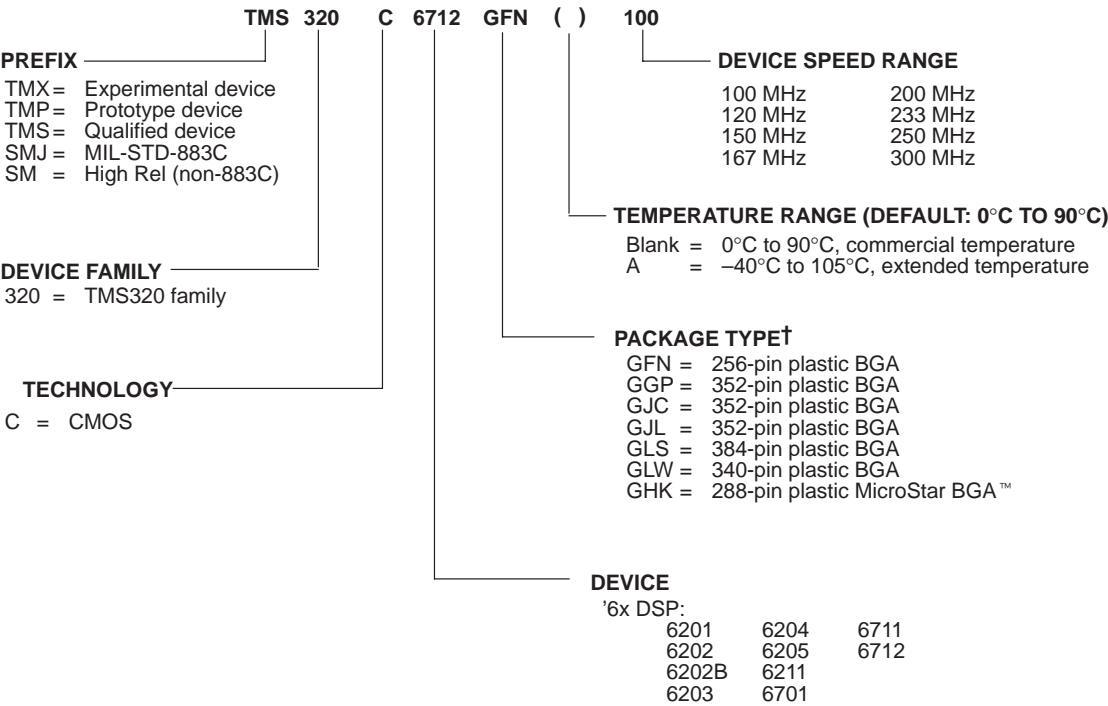 TMS 320 C 6712 GFN ( ) 100
PREFIX
TMX = Experimental device
TMP = Prototype device
TMS = Qualified device
SMJ = MIL-STD-883C
SM = High Rel (non-883C)
DEVICE SPEED RANGE
100 MHz 200 MHz
120 MHz 233 MHz
150 MHz 250 MHz
167 MHz 300 MHz
TEMPERATURE RANGE (DEFAULT: 0°C TO 90°C)
Blank = 0°C to 90°C, commercial temperature
A = –40°C to 105°C, extended temperature
DEVICE FAMILY
320 = TMS320 family
PACKAGE TYPE†
GFN = 256-pin plastic BGA
GGP = 352-pin plastic BGA
GJC = 352-pin plastic BGA
GJL = 352-pin plastic BGA
GLS = 384-pin plastic BGA
GLW = 340-pin plastic BGA
GHK = 288-pin plastic MicroStar BGA™
TECHNOLOGY
C = CMOS
DEVICE
’6x DSP:
6201 6204 6711
6202 6205 6712
6202B 6211
6203 6701